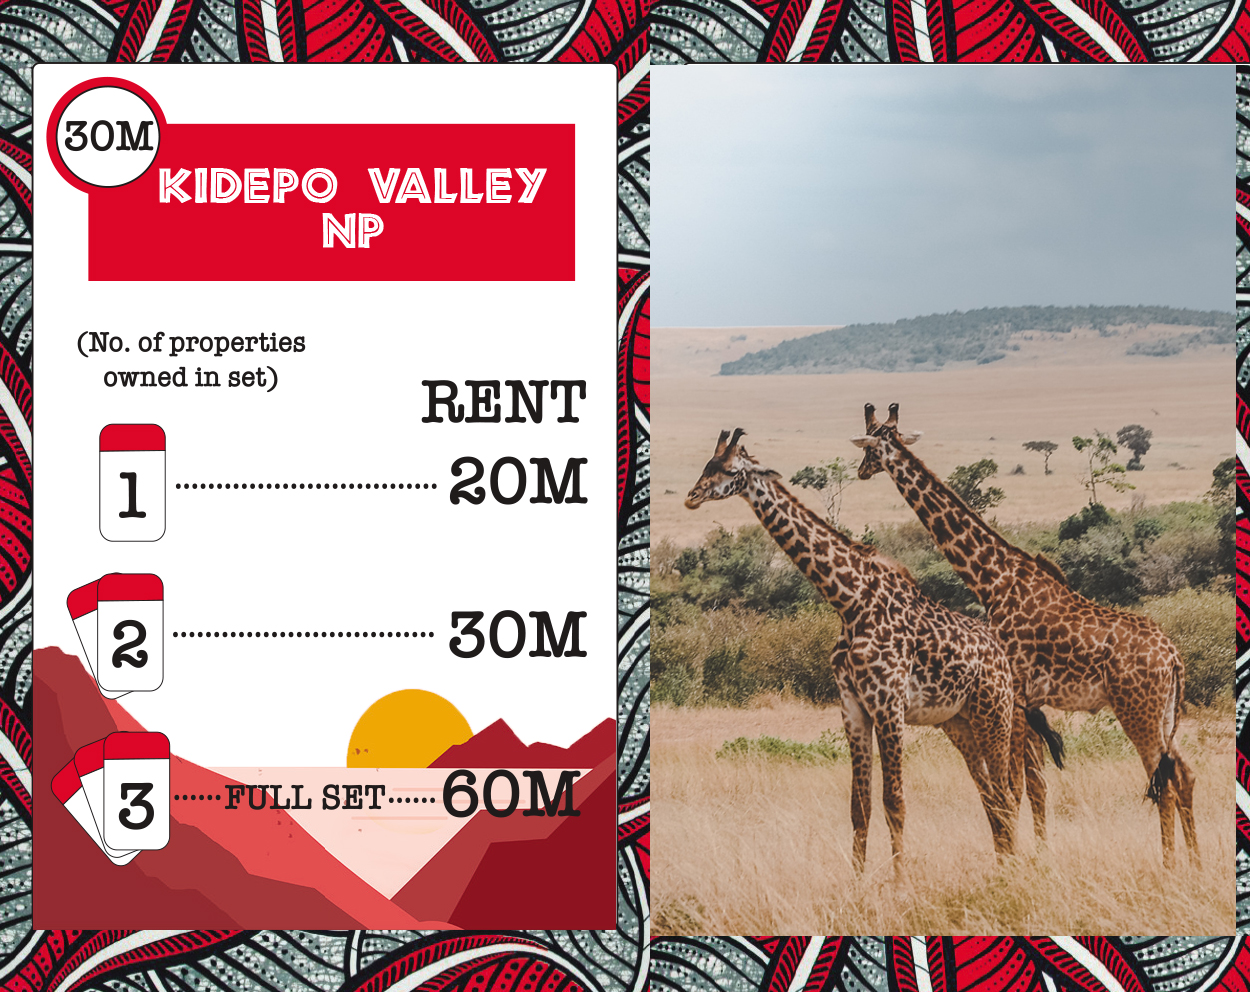 30M
KIDEPO VALLEY
NP
(No. of properties
owned in set)
RENT
1 .................................... 20M
2 .................................... 30M
3 ......FULL SET...... 60M